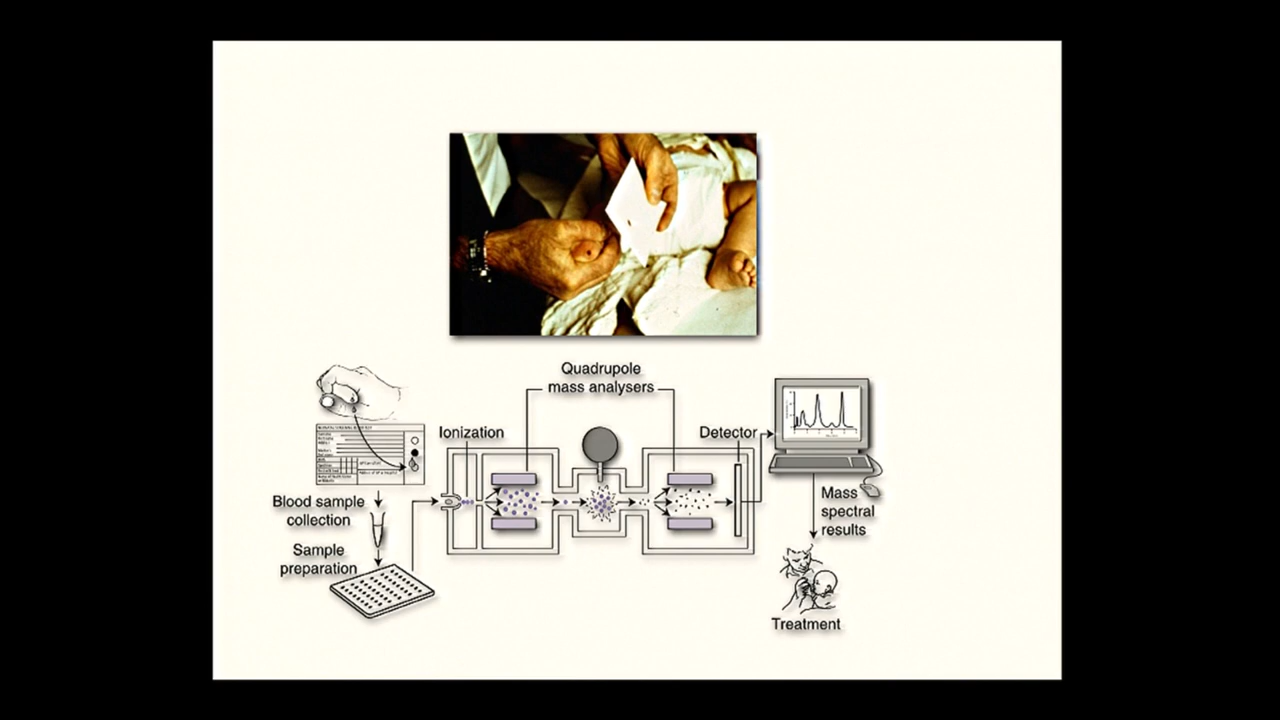 Quadrupole
mass analysers
Ionization
Detector
Blood sample
collection
Sample
preparation
Mass
spectral
results
Treatment